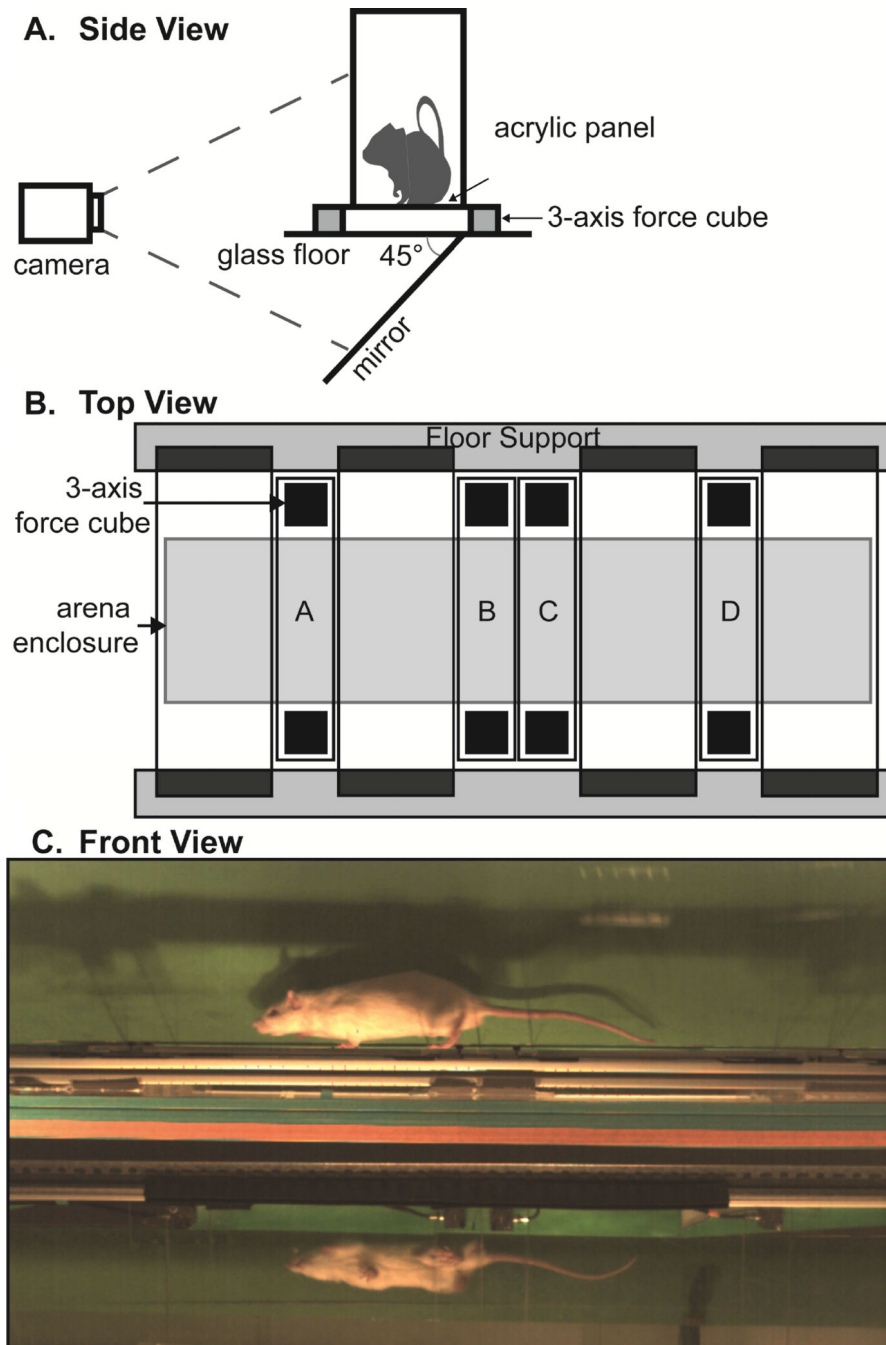 A. Side View
acrylic panel
3-axis force cube
camera
glass floor
45°
mirror
B. Top View
Floor Support
3-axis
force cube
arena
enclosure
A
B
C
D
C. Front View